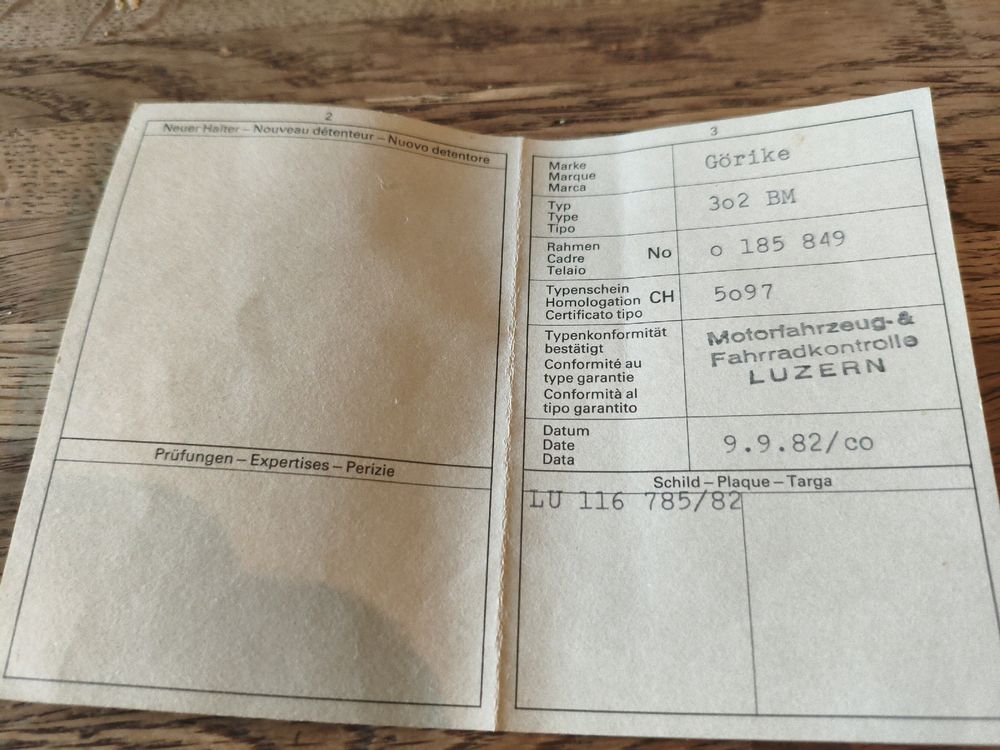 2
Neuer Halter – Nouveau détenteur – Nuovo detentore
Prüfungen – Expertises – Perizie
3
Marke
Marque
Marca
Görike
Typ
Type
Tipo
3o2 BM
Rahmen
Cadre No
Telaio
o 185 849
Typenschein
Homologation CH
Certificato tipo
5o97
Typenkonformität
bestätigt
Conformité au
type garantie
Conformità al
tipo garantito
Motorfahrzeug-&
Fahrradkontrolle
LUZERN
Datum
Date
Data
9.9.82/co
Schild – Plaque – Targa
LU 116 785/82